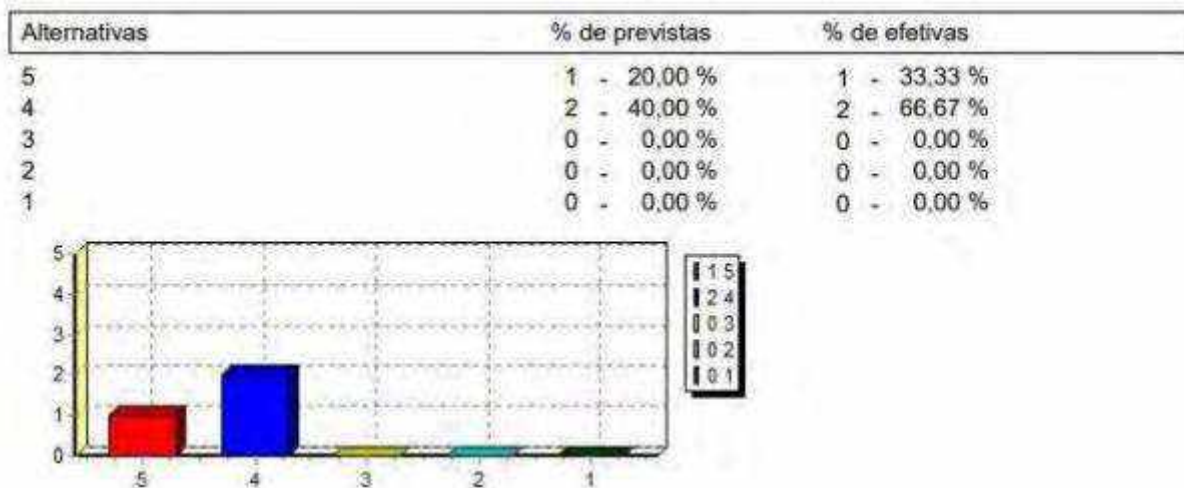 Alternativas % de previstas % de efetivas
5 1 - 20,00 % 1 - 33,33 %
4 2 - 40,00 % 2 - 66,67 %
3 0 - 0,00 % 0 - 0,00 %
2 0 - 0,00 % 0 - 0,00 %
1 0 - 0,00 % 0 - 0,00 %
5
4
3
2
1
0
5 4 3 2 1
1 5
2 4
0 3
0 2
0 1